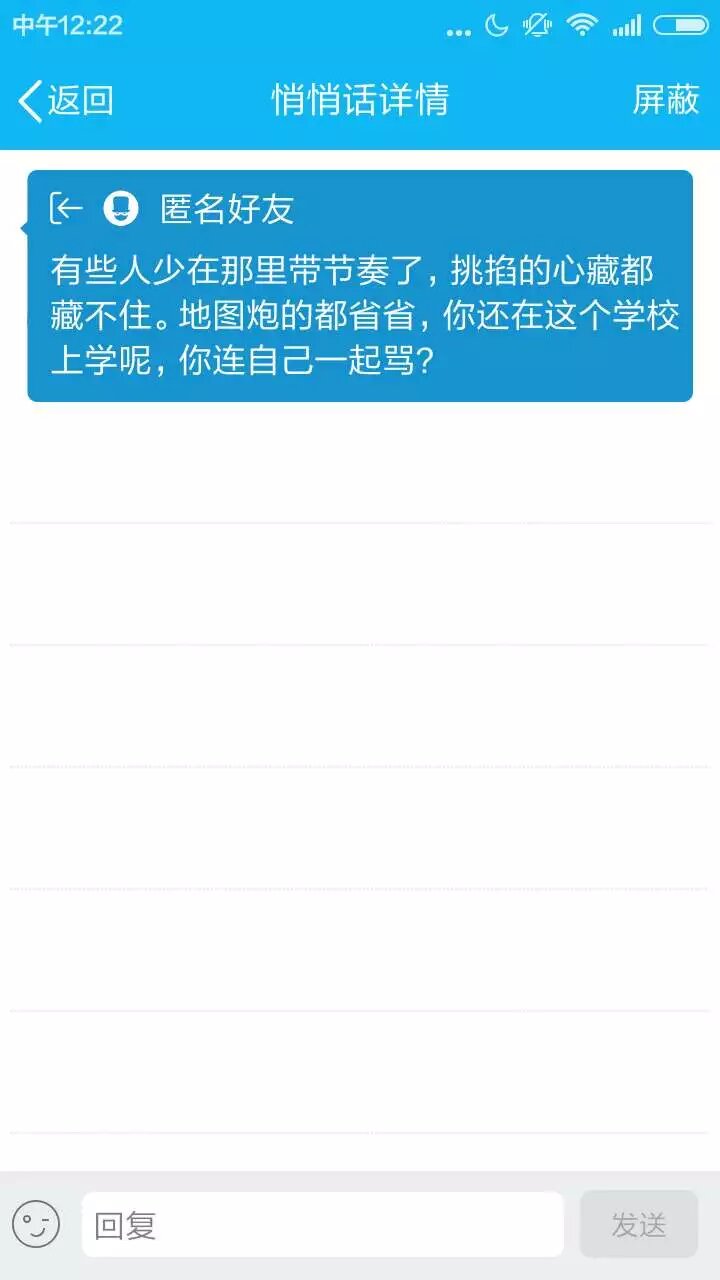 中午12:22
返回
悄悄话详情
屏蔽
匿名好友
有些人少在那里带节奏了，挑掐的心藏都
藏不住。地图炮的都省省，你还在这个学校
上学呢，你连自己一起骂？
回复
发送